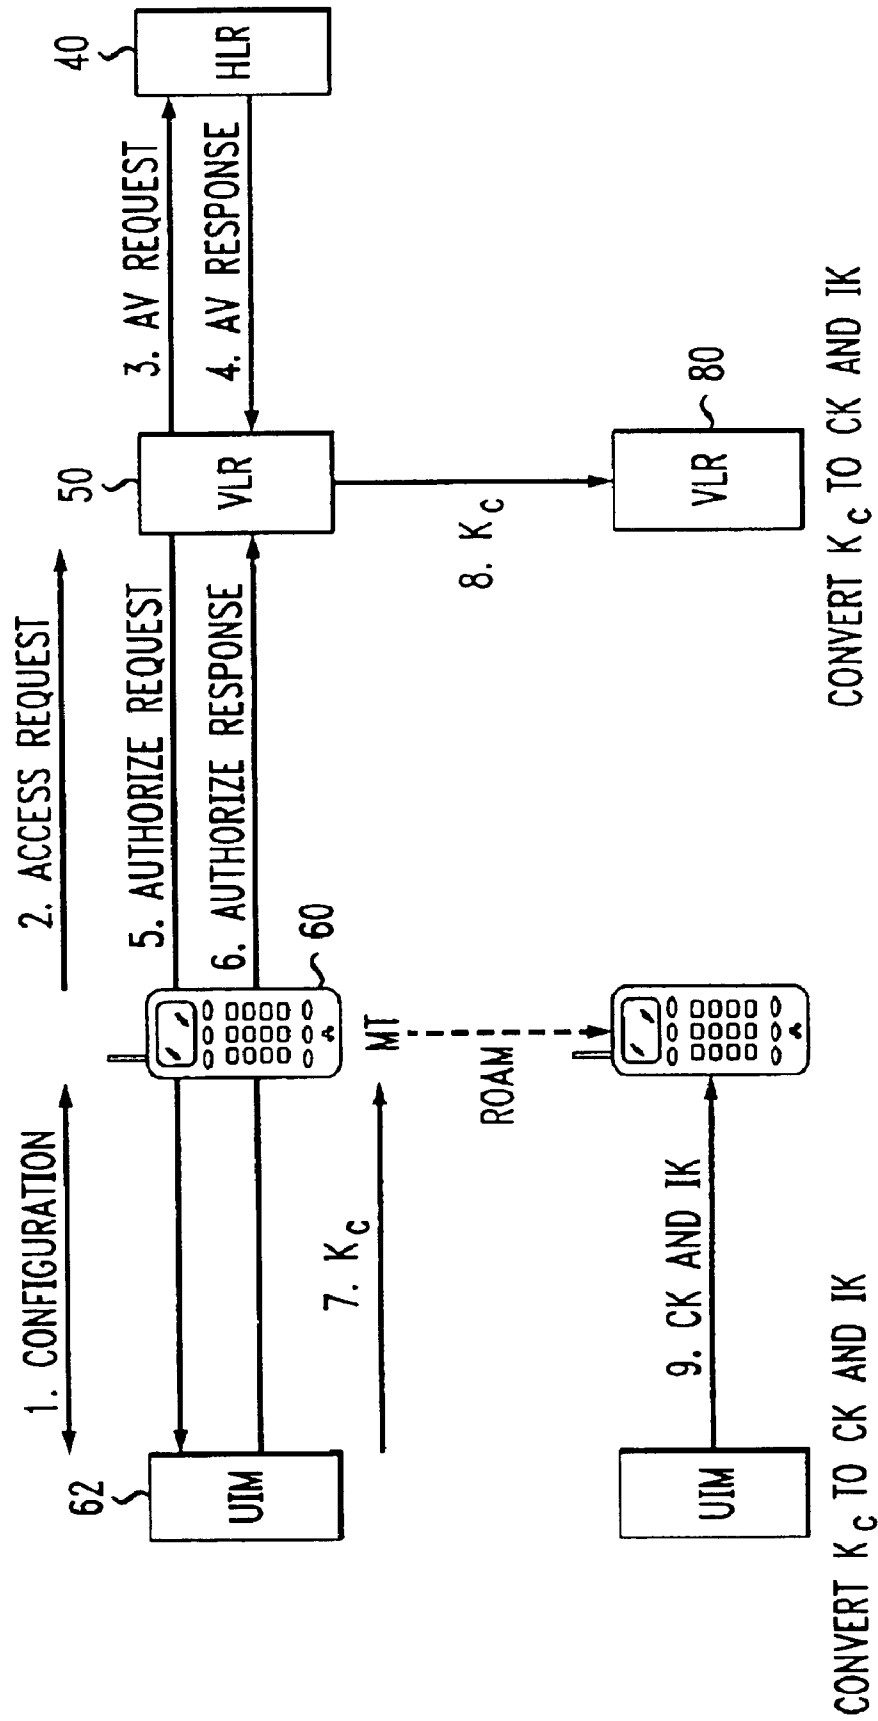 1. CONFIGURATION
2. ACCESS REQUEST
62
UIM
60
MT
5. AUTHORIZE REQUEST
6. AUTHORIZE RESPONSE
50
VLR
3. AV REQUEST
4. AV RESPONSE
40
HLR
7. Kc
ROAM
8. Kc
UIM
9. CK AND IK
VLR
80
CONVERT Kc TO CK AND IK
CONVERT Kc TO CK AND IK